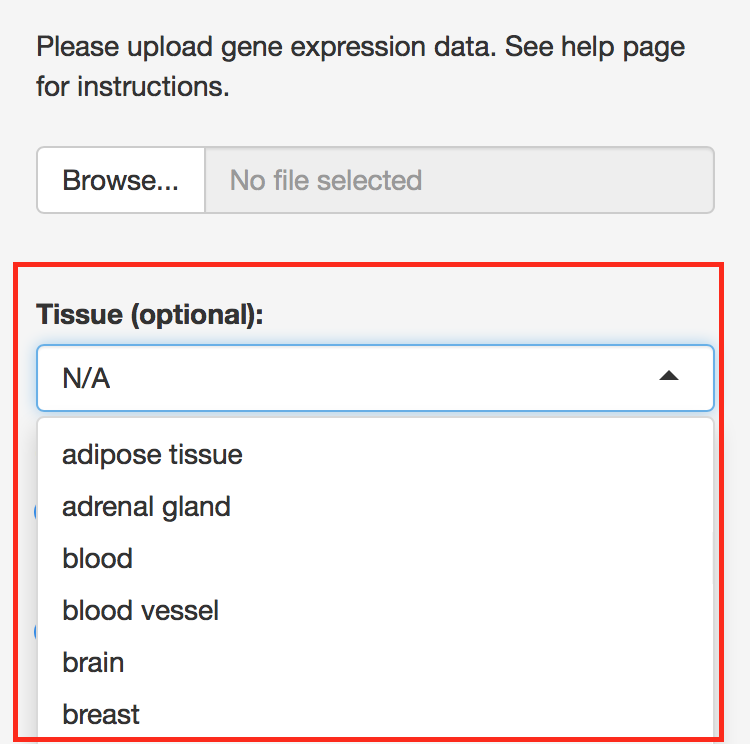 Please upload gene expression data. See help page
for instructions.
Browse... No file selected
Tissue (optional):
N/A
adipose tissue
adrenal gland
blood
blood vessel
brain
breast